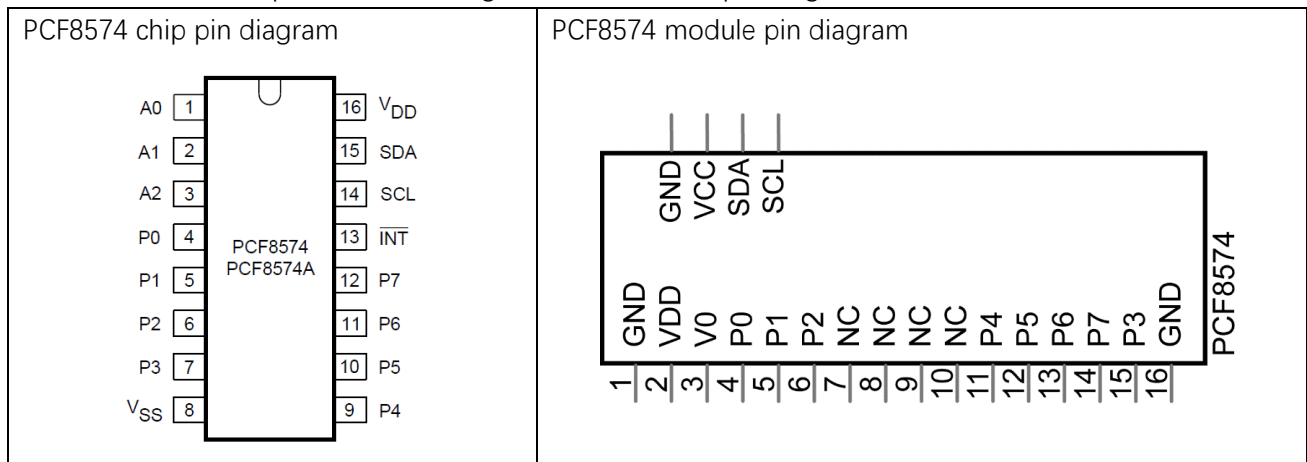 PCF8574 chip pin diagram
A0 1 16 VDD
A1 2 15 SDA
A2 3 14 SCL
P0 4 13 INT
PCF8574
PCF8574A
P1 5 12 P7
P2 6 11 P6
P3 7 10 P5
VSS 8 9 P4
PCF8574 module pin diagram
GND VCC SDA SCL
GND VDD V0 P0 P1 P2 NC NC NC NC P4 P5 P6 P7 P3 GND
1 2 3 4 5 6 7 8 9 10 11 12 13 14 15 16
PCF8574